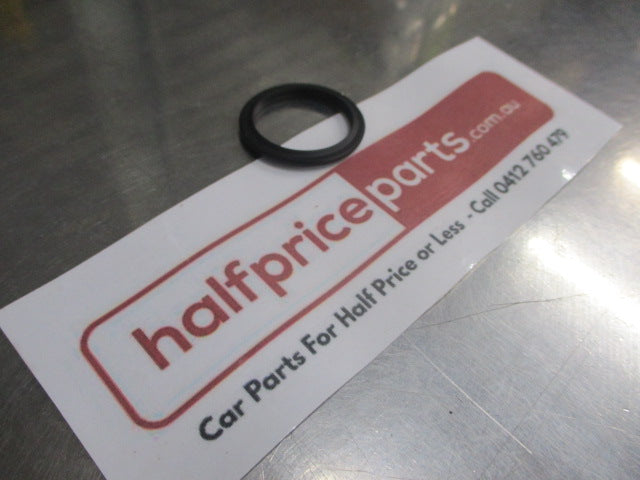 halfpriceparts.com.au
Car Parts For Half Price or Less - Call 0412 760 479